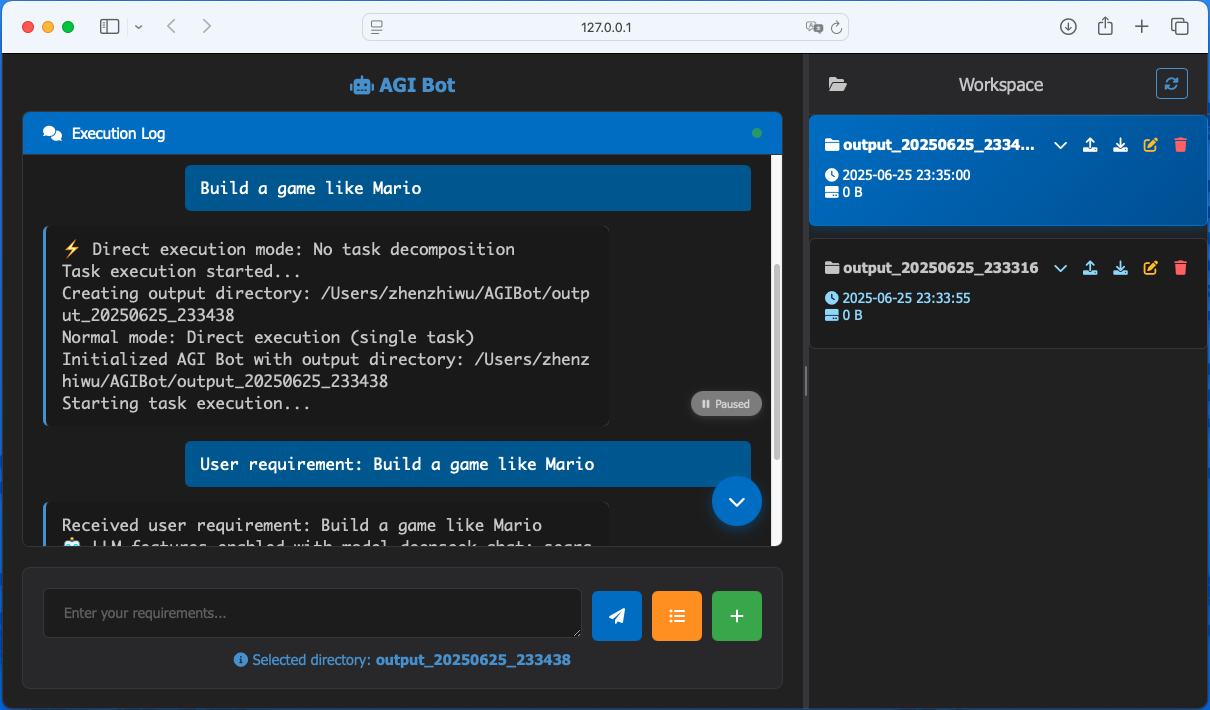 127.0.0.1
AGI Bot
Execution Log
Build a game like Mario
⚡ Direct execution mode: No task decomposition
Task execution started...
Creating output directory: /Users/zhenzhiwu/AGIBot/outp
ut_20250625_233438
Normal mode: Direct execution (single task)
Initialized AGI Bot with output directory: /Users/zhenz
hiwu/AGIBot/output_20250625_233438
Starting task execution...
Paused
User requirement: Build a game like Mario
Received user requirement: Build a game like Mario
Enter your requirements...
Selected directory: output_20250625_233438
Workspace
output_20250625_2334...
2025-06-25 23:35:00
0 B
output_20250625_233316
2025-06-25 23:33:55
0 B